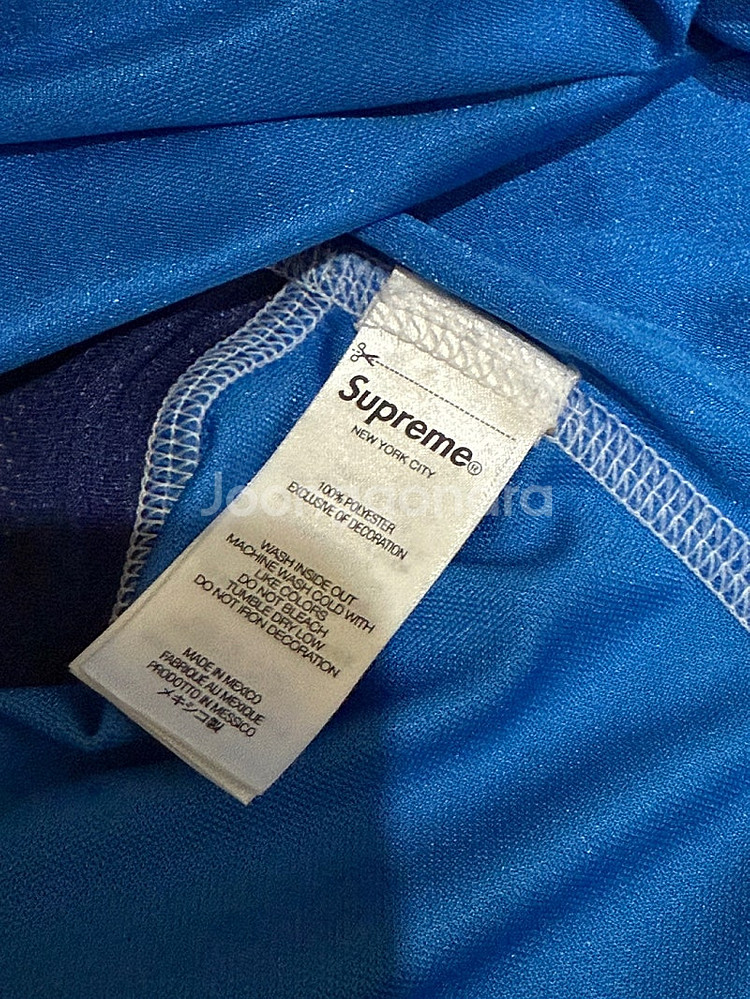 Supreme®
NEW YORK CITY
100% POLYESTER
EXCLUSIVE OF DECORATION
WASH INSIDE OUT
MACHINE WASH COLD WITH
LIKE COLORS
DO NOT BLEACH
TUMBLE DRY LOW
DO NOT IRON DECORATION
MADE IN MEXICO
FABRIQUÉ AU MEXIQUE
PRODOTTO IN MESSICO
メキシコ製